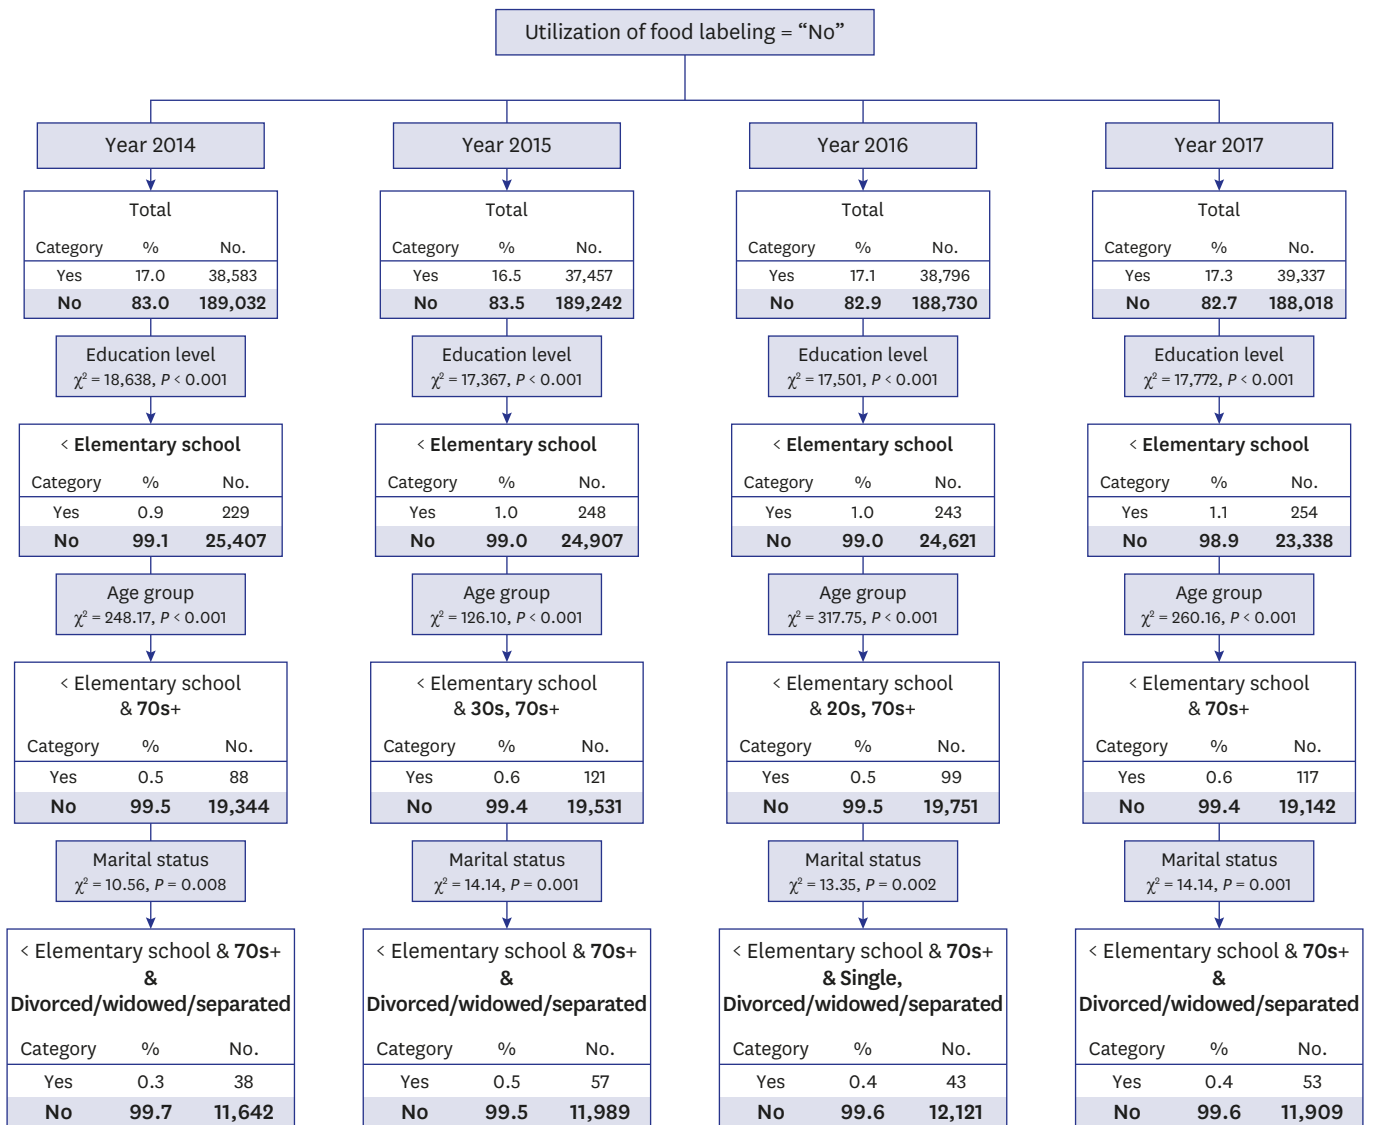 Utilization of food labeling = “No”
Year 2014
Total
Category % No.
Yes 17.0 38,583
No 83.0 189,032
Education level
χ² = 18,638, P < 0.001
< Elementary school
Category % No.
Yes 0.9 229
No 99.1 25,407
Age group
χ² = 248.17, P < 0.001
< Elementary school
& 70s+
Category % No.
Yes 0.5 88
No 99.5 19,344
Marital status
χ² = 10.56, P = 0.008
< Elementary school & 70s+
&
Divorced/widowed/separated
Category % No.
Yes 0.3 38
No 99.7 11,642
Year 2015
Total
Category % No.
Yes 16.5 37,457
No 83.5 189,242
Education level
χ² = 17,367, P < 0.001
< Elementary school
Category % No.
Yes 1.0 248
No 99.0 24,907
Age group
χ² = 126.10, P < 0.001
< Elementary school
& 30s, 70s+
Category % No.
Yes 0.6 121
No 99.4 19,531
Marital status
χ² = 14.14, P = 0.001
< Elementary school & 70s+
&
Divorced/widowed/separated
Category % No.
Yes 0.5 57
No 99.5 11,989
Year 2016
Total
Category % No.
Yes 17.1 38,796
No 82.9 188,730
Education level
χ² = 17,501, P < 0.001
< Elementary school
Category % No.
Yes 1.0 243
No 99.0 24,621
Age group
χ² = 317.75, P < 0.001
< Elementary school
& 20s, 70s+
Category % No.
Yes 0.5 99
No 99.5 19,751
Marital status
χ² = 13.35, P = 0.002
< Elementary school & 70s+
& Single,
Divorced/widowed/separated
Category % No.
Yes 0.4 43
No 99.6 12,121
Year 2017
Total
Category % No.
Yes 17.3 39,337
No 82.7 188,018
Education level
χ² = 17,772, P < 0.001
< Elementary school
Category % No.
Yes 1.1 254
No 98.9 23,338
Age group
χ² = 260.16, P < 0.001
< Elementary school
& 70s+
Category % No.
Yes 0.6 117
No 99.4 19,142
Marital status
χ² = 14.14, P = 0.001
< Elementary school & 70s+
&
Divorced/widowed/separated
Category % No.
Yes 0.4 53
No 99.6 11,909